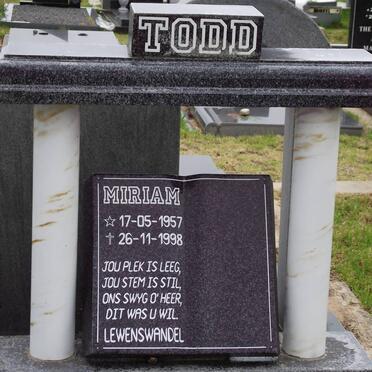 TODD
MIRIAM
☆ 17-05-1957
† 26-11-1998
JOU PLEK IS LEEG,
JOU STEM IS STIL,
ONS SWYG O' HEER,
DIT WAS U WIL.
LEWENSWANDEL
THE